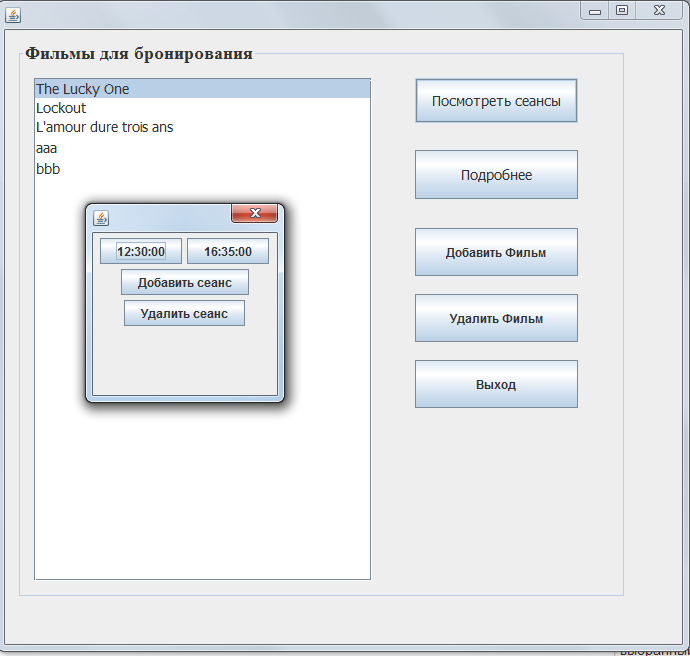 Фильмы для бронирования
The Lucky One
Lockout
L'amour dure trois ans
aaa
bbb
12:30:00
16:35:00
Добавить сеанс
Удалить сеанс
Посмотреть сеансы
Подробнее
Добавить Фильм
Удалить Фильм
Выход